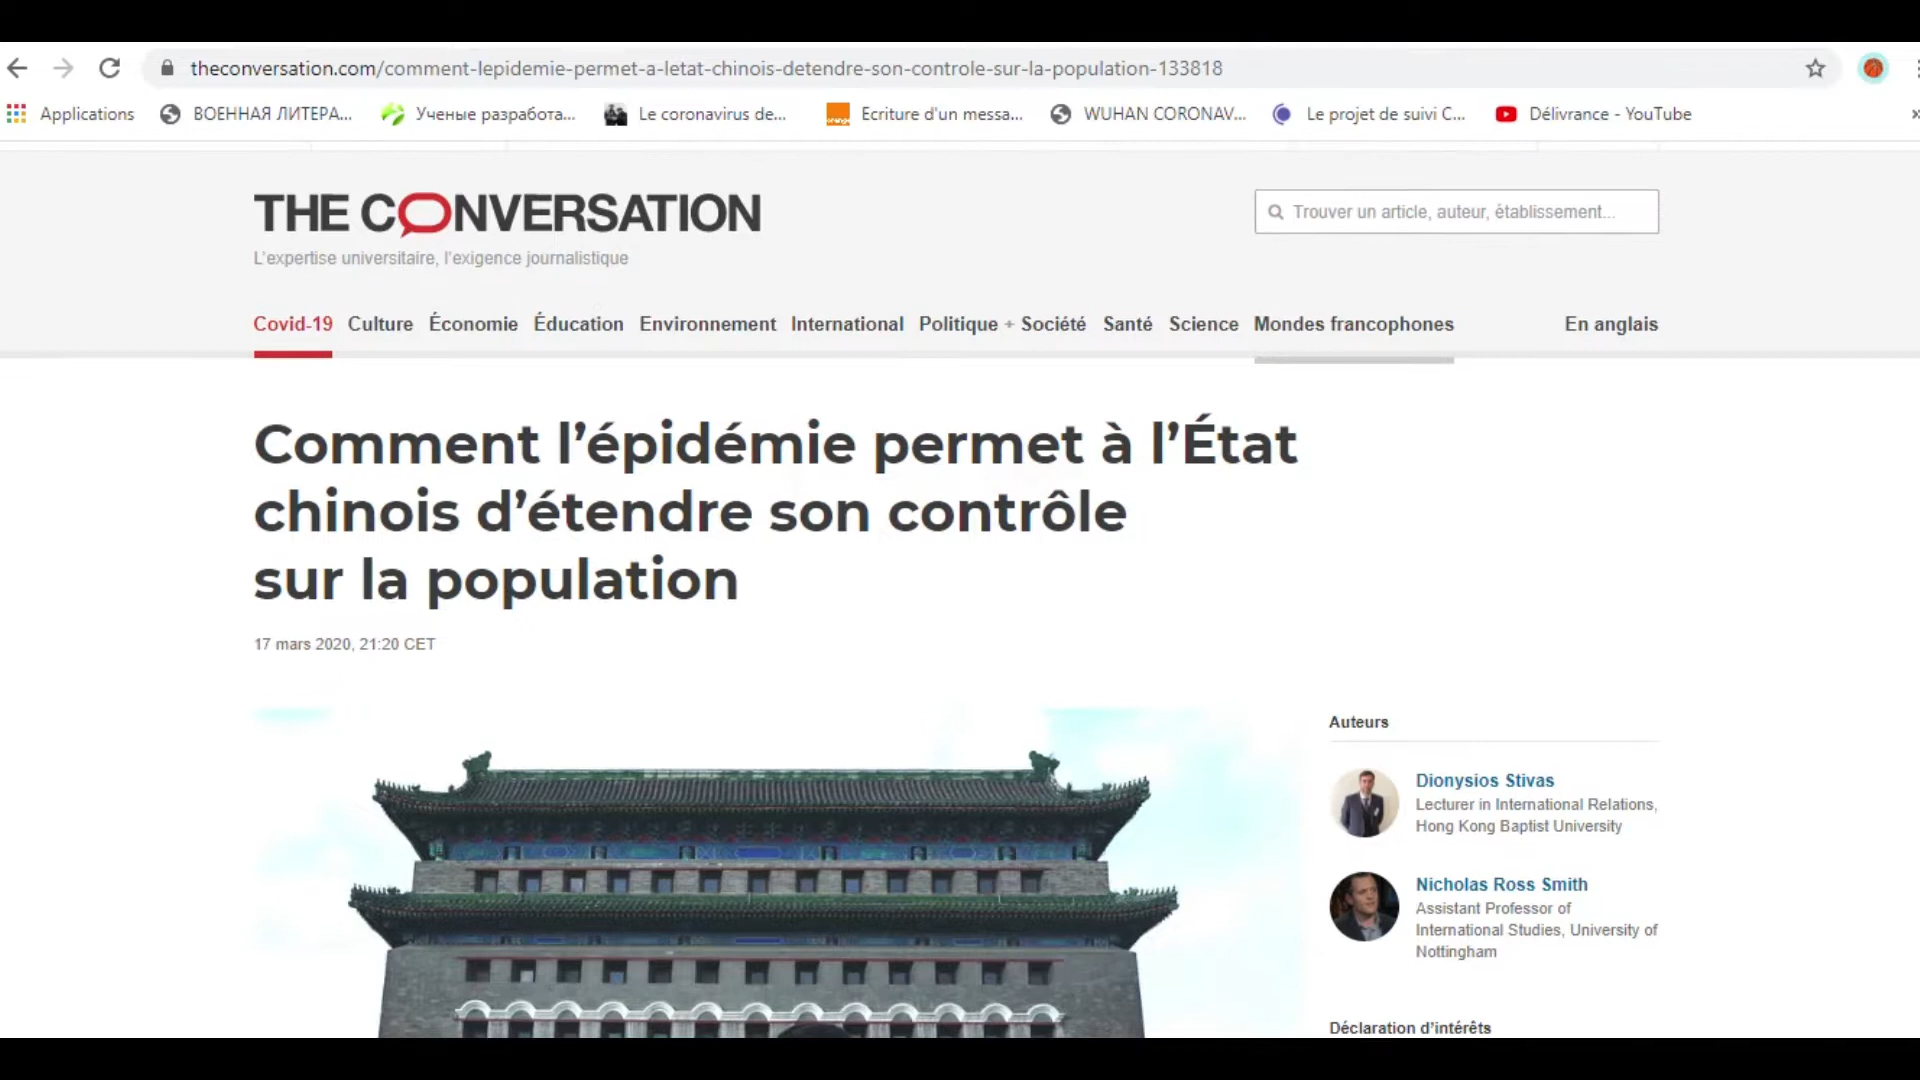 theconversation.com/comment-lepidemie-permet-a-letat-chinois-detendre-son-controle-sur-la-population-133818
Applications ВОЕННАЯ ЛИТЕРА... Ученые разработа... Le coronavirus de... Ecriture d'un messa... WUHAN CORONAV... Le projet de suivi C... Délivrance - YouTube
THE CONVERSATION
Trouver un article, auteur, établissement...
L'expertise universitaire, l'exigence journalistique
Covid-19 Culture Économie Éducation Environnement International Politique + Société Santé Science Mondes francophones En anglais
Comment l’épidémie permet à l’État
chinois d’étendre son contrôle
sur la population
17 mars 2020, 21:20 CET
Auteurs
Dionysios Stivas
Lecturer in International Relations,
Hong Kong Baptist University
Nicholas Ross Smith
Assistant Professor of
International Studies, University of
Nottingham
Déclaration d’intérêts